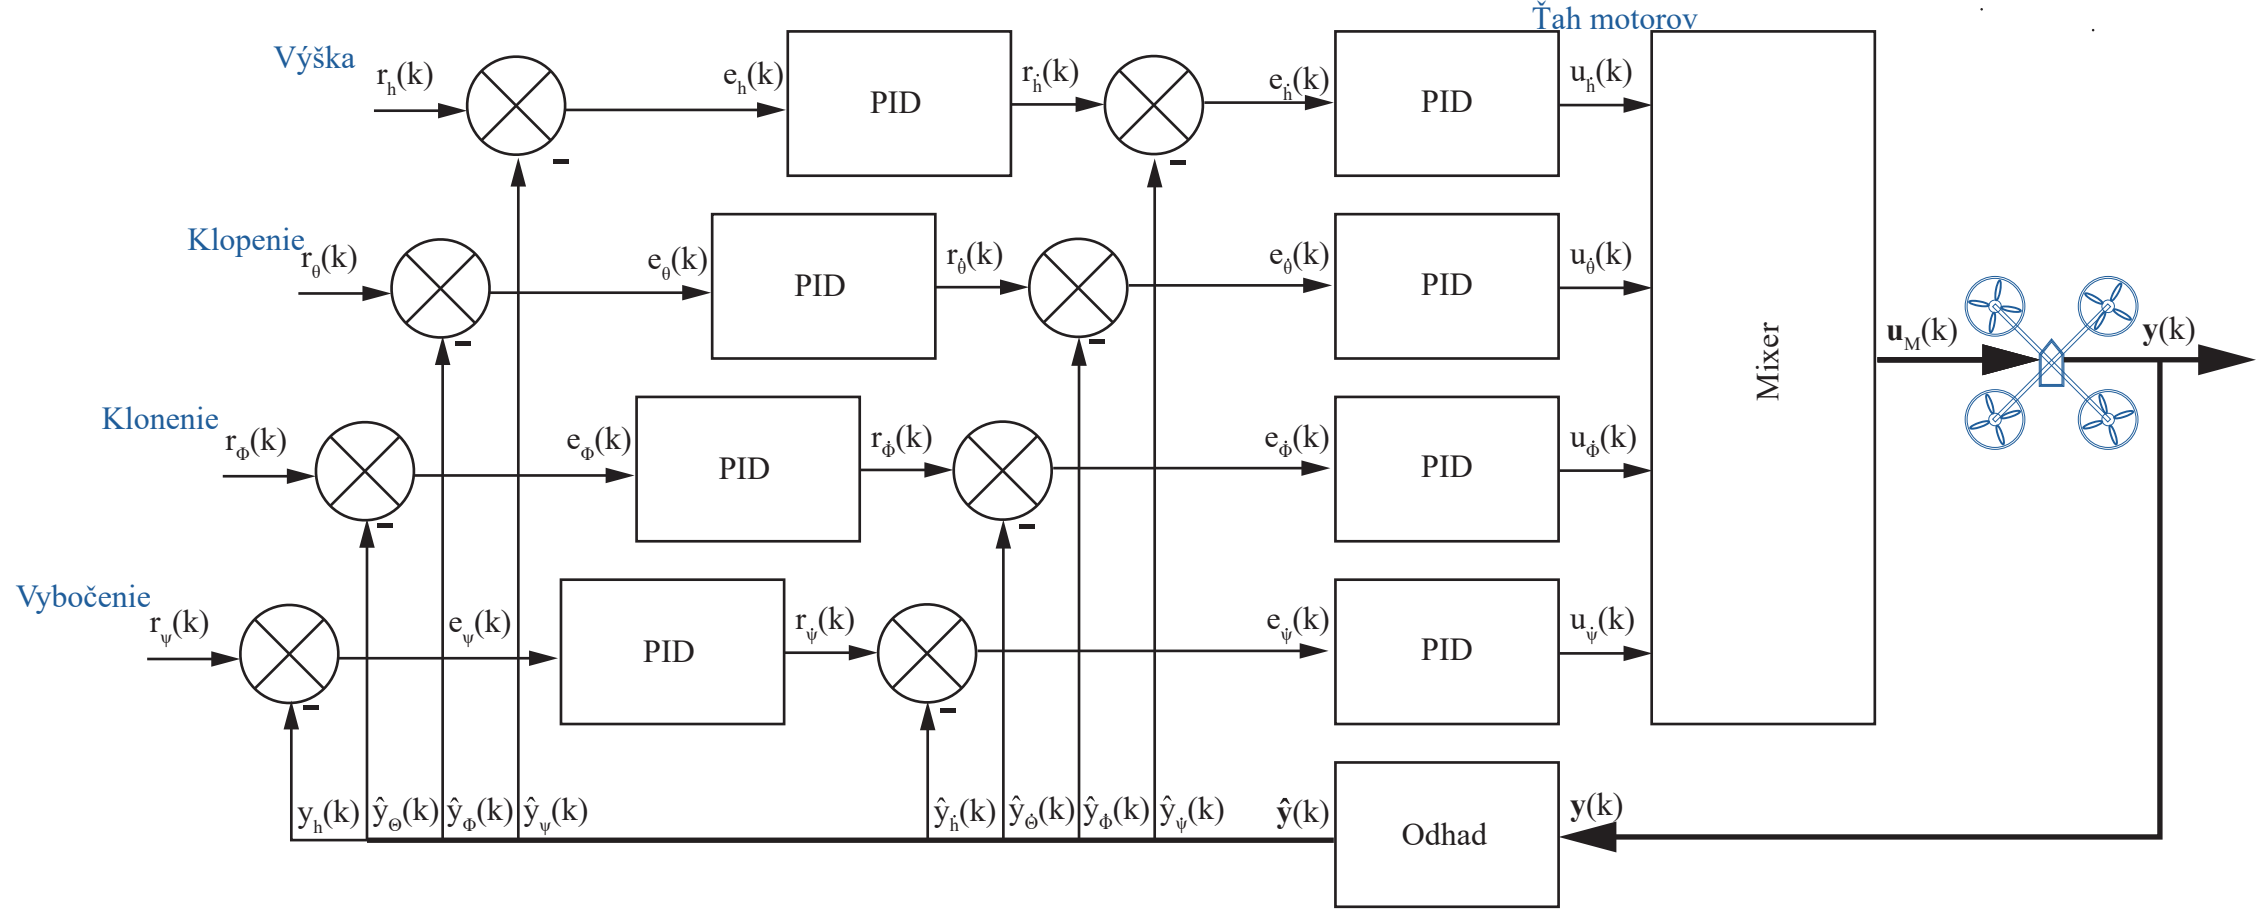 Ťah motorov
Výška
r_h(k)
e_h(k)
PID
r_ḣ(k)
e_ḣ(k)
PID
u_ḣ(k)
Klopenie
r_θ(k)
e_θ(k)
PID
r_θ̇(k)
e_θ̇(k)
PID
u_θ̇(k)
Mixer
u_M(k)
y(k)
Klonenie
r_Φ(k)
e_Φ(k)
PID
r_Φ̇(k)
e_Φ̇(k)
PID
u_Φ̇(k)
Vybočenie
r_ψ(k)
e_ψ(k)
PID
r_ψ̇(k)
e_ψ̇(k)
PID
u_ψ̇(k)
y_h(k)
ŷ_Θ(k)
ŷ_Φ(k)
ŷ_ψ(k)
ŷ_ḣ(k)
ŷ_Θ̇(k)
ŷ_Φ̇(k)
ŷ_ψ̇(k)
ŷ(k)
Odhad
y(k)